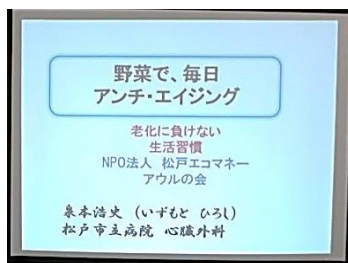 野菜で、毎日
アンチ・エイジング
老化に負けない
生活習慣
NPO法人 松戸エコマネー
アウルの会
泉本浩史 (いずもと ひろし)
松戸市立病院 心臓外科